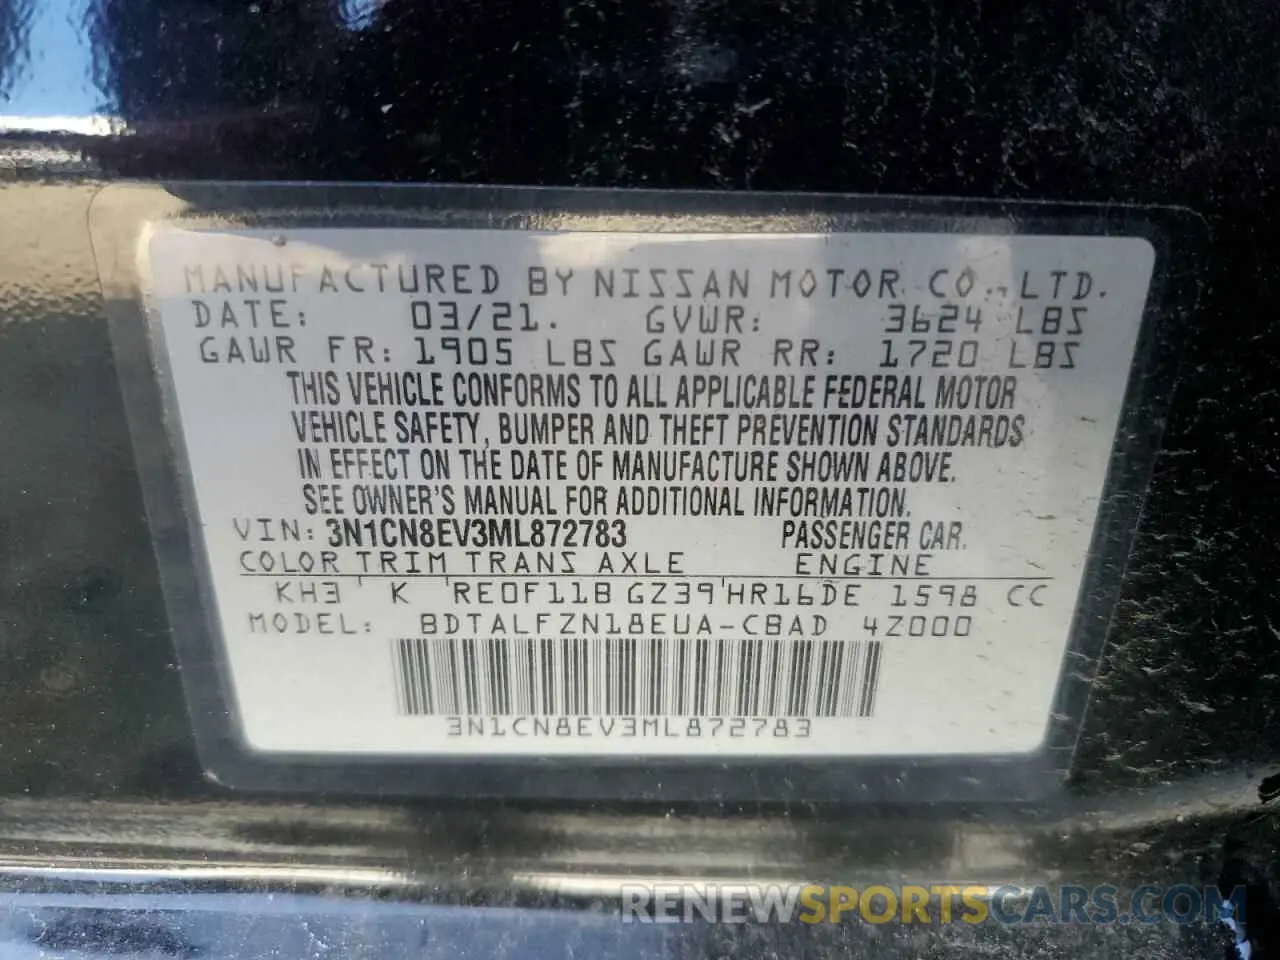 MANUFACTURED BY NISSAN MOTOR CO., LTD.
DATE: 03/21. GVWR: 3624 LBS
GAWR FR: 1905 LBS GAWR RR: 1720 LBS
THIS VEHICLE CONFORMS TO ALL APPLICABLE FEDERAL MOTOR
VEHICLE SAFETY, BUMPER AND THEFT PREVENTION STANDARDS
IN EFFECT ON THE DATE OF MANUFACTURE SHOWN ABOVE.
SEE OWNER'S MANUAL FOR ADDITIONAL INFORMATION.
VIN: 3N1CN8EV3ML872783 PASSENGER CAR.
COLOR TRIM TRANS AXLE ENGINE
KH3 K RE0F11B GZ39 HR16DE 1598 CC
MODEL: BDTALFZN18EUA-CBAD 4Z000
3N1CN8EV3ML872783
RENEWSPORTSCARS.COM